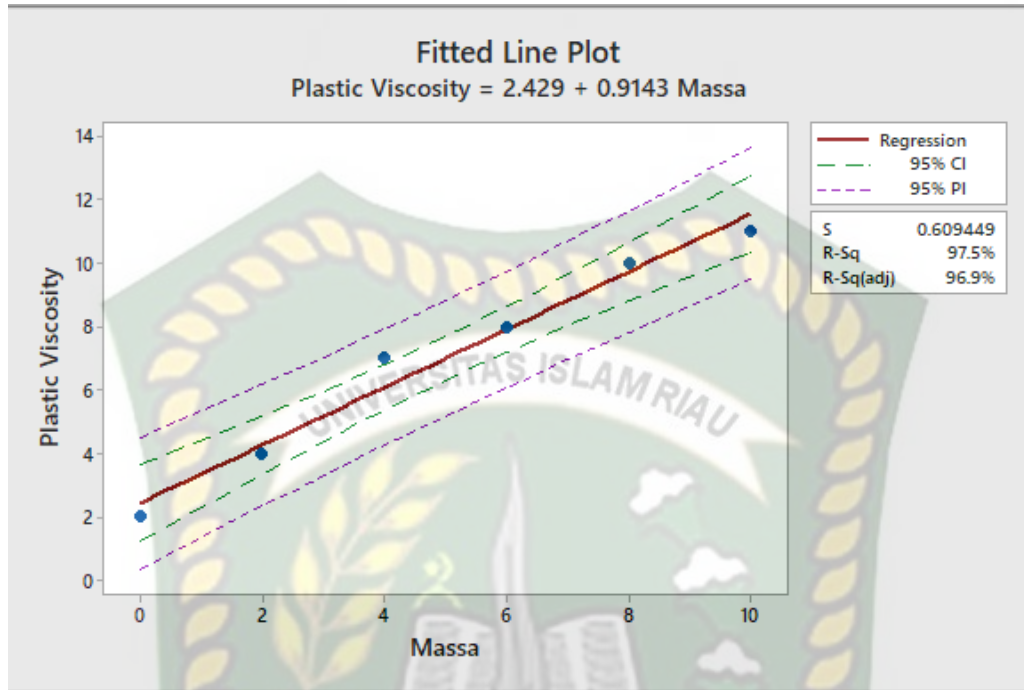 Fitted Line Plot
Plastic Viscosity = 2.429 + 0.9143 Massa
14
12
10
8
6
4
2
0
Plastic Viscosity
0 2 4 6 8 10
Massa
Regression
95% CI
95% PI
S 0.609449
R-Sq 97.5%
R-Sq(adj) 96.9%
UNIVERSITAS ISLAM RIAU